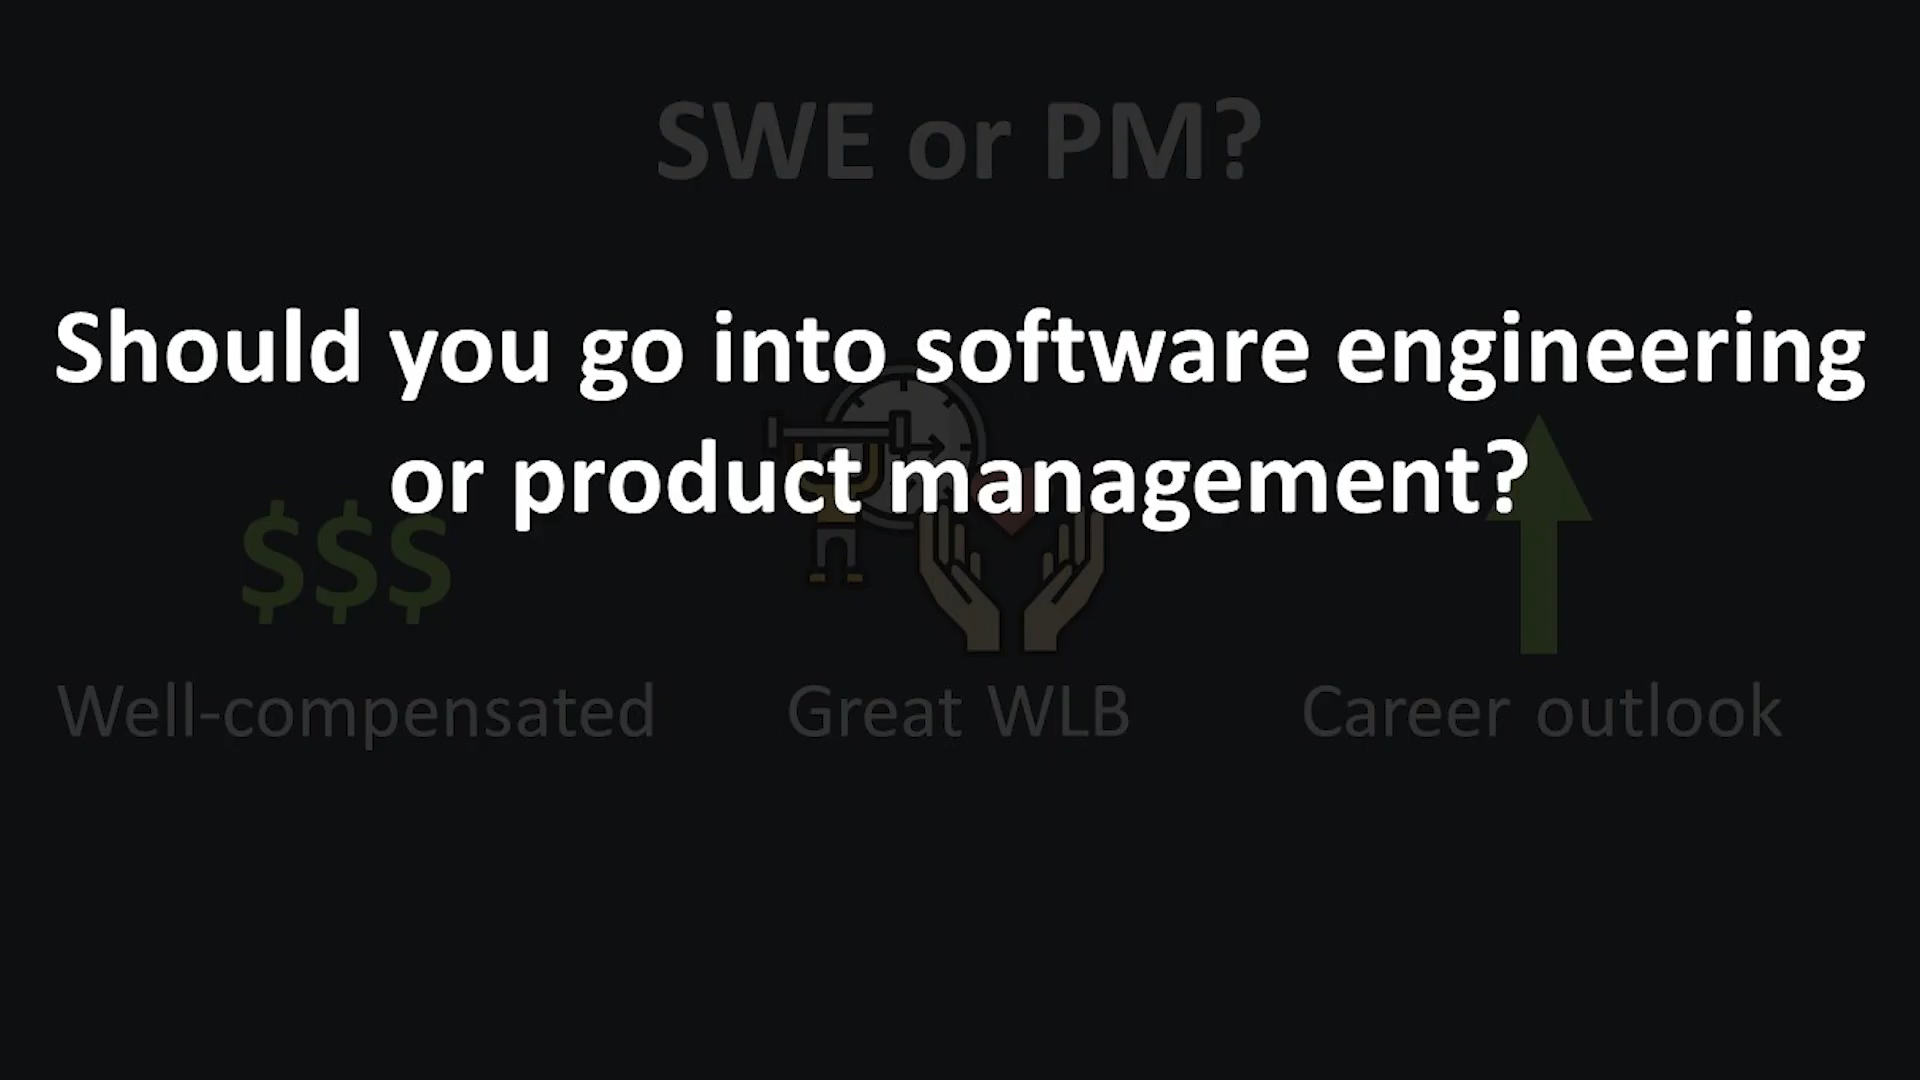 SWE or PM?
Should you go into software engineering
or product management?
$$$
Well-compensated
Great WLB
Career outlook